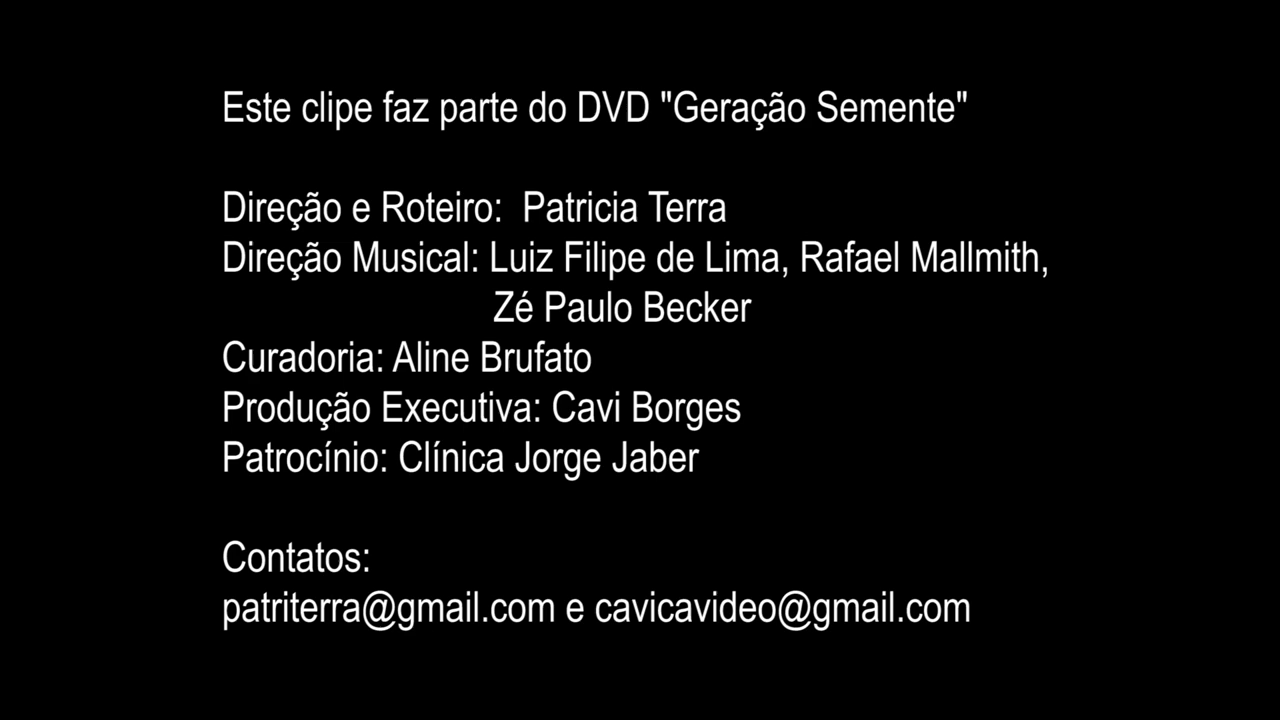 Este clipe faz parte do DVD "Geração Semente"
Direção e Roteiro:  Patricia Terra
Direção Musical: Luiz Filipe de Lima, Rafael Mallmith,
Zé Paulo Becker
Curadoria: Aline Brufato
Produção Executiva: Cavi Borges
Patrocínio: Clínica Jorge Jaber
Contatos:
patriterra@gmail.com e cavicavideo@gmail.com